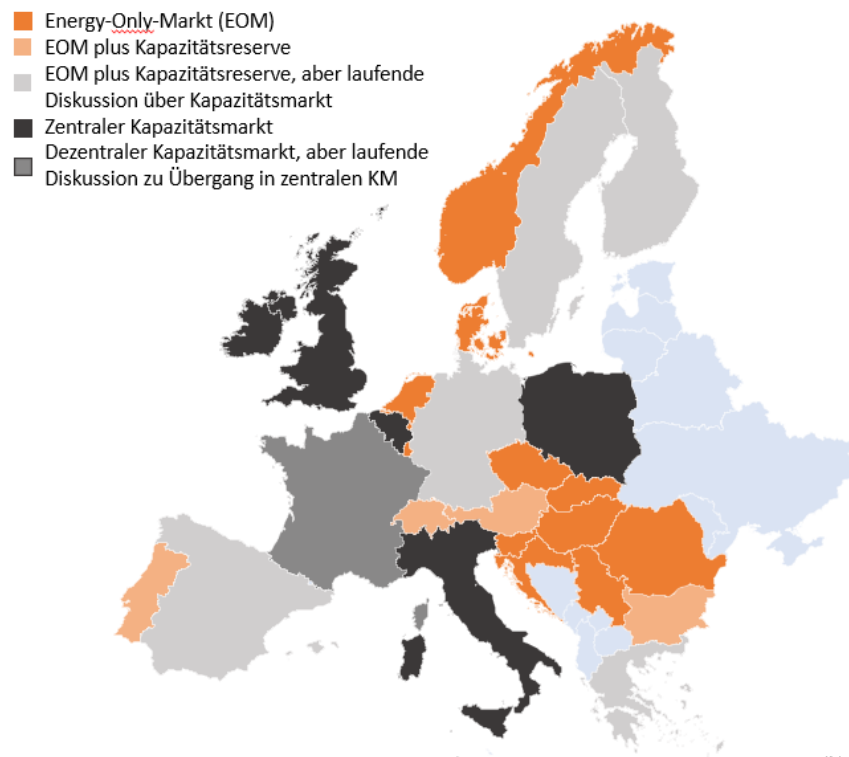 Energy-Only-Markt (EOM)
EOM plus Kapazitätsreserve
EOM plus Kapazitätsreserve, aber laufende
Diskussion über Kapazitätsmarkt
Zentraler Kapazitätsmarkt
Dezentraler Kapazitätsmarkt, aber laufende
Diskussion zu Übergang in zentralen KM